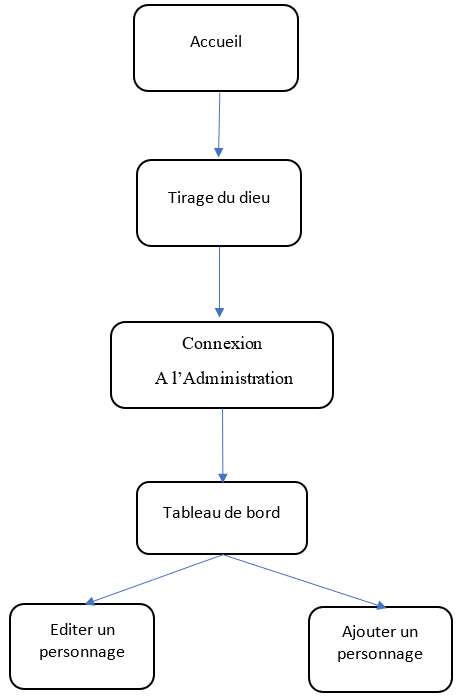 Accueil
Tirage du dieu
Connexion
A l’Administration
Tableau de bord
Editer un
personnage
Ajouter un
personnage